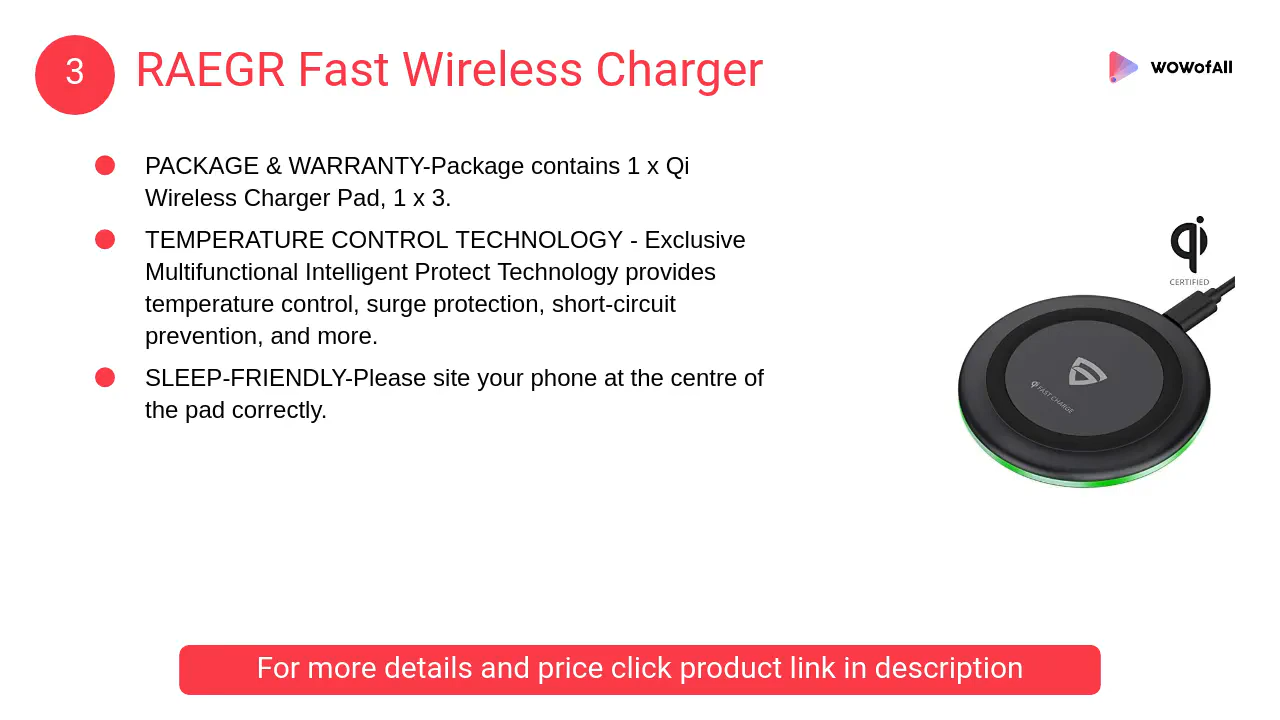 3
RAEGR Fast Wireless Charger
WOWofAll
PACKAGE & WARRANTY-Package contains 1 x Qi
Wireless Charger Pad, 1 x 3.
TEMPERATURE CONTROL TECHNOLOGY - Exclusive
Multifunctional Intelligent Protect Technology provides
temperature control, surge protection, short-circuit
prevention, and more.
SLEEP-FRIENDLY-Please site your phone at the centre of
the pad correctly.
qi
CERTIFIED
qi FAST CHARGE
For more details and price click product link in description